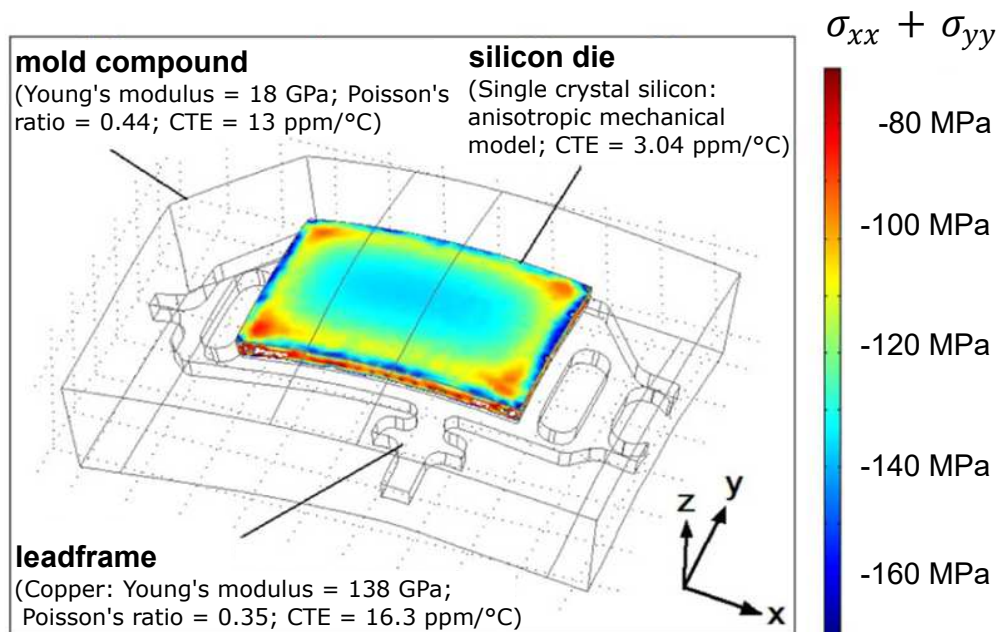 σxx + σyy
mold compound
(Young's modulus = 18 GPa; Poisson's
ratio = 0.44; CTE = 13 ppm/°C)
silicon die
(Single crystal silicon:
anisotropic mechanical
model; CTE = 3.04 ppm/°C)
-80 MPa
-100 MPa
-120 MPa
-140 MPa
-160 MPa
z
y
x
leadframe
(Copper: Young's modulus = 138 GPa;
Poisson's ratio = 0.35; CTE = 16.3 ppm/°C)